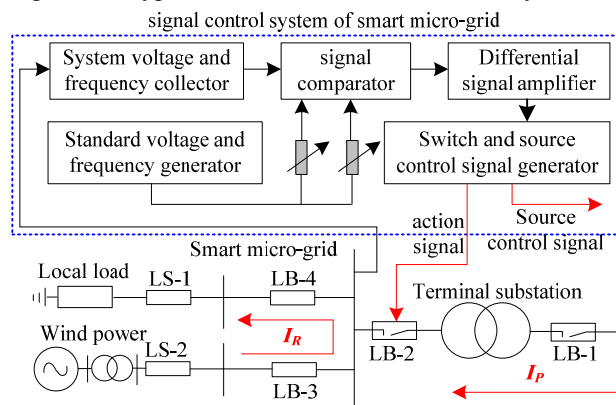 signal control system of smart micro-grid
System voltage and
frequency collector
signal
comparator
Differential
signal amplifier
Standard voltage and
frequency generator
Switch and source
control signal generator
action
signal
Source
control signal
Smart micro-grid
Local load
LS-1
LB-4
Terminal substation
Wind power
LS-2
I_R
LB-3
LB-2
LB-1
I_P